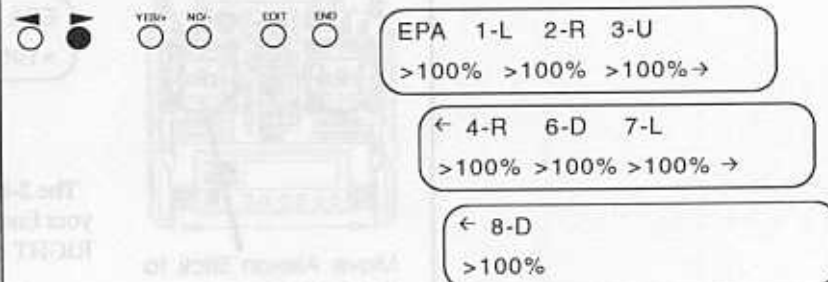 YES/+ NO/- EDIT END
EPA 1-L 2-R 3-U
>100% >100% >100%→
← 4-R 6-D 7-L
>100% >100% >100% →
← 8-D
>100%